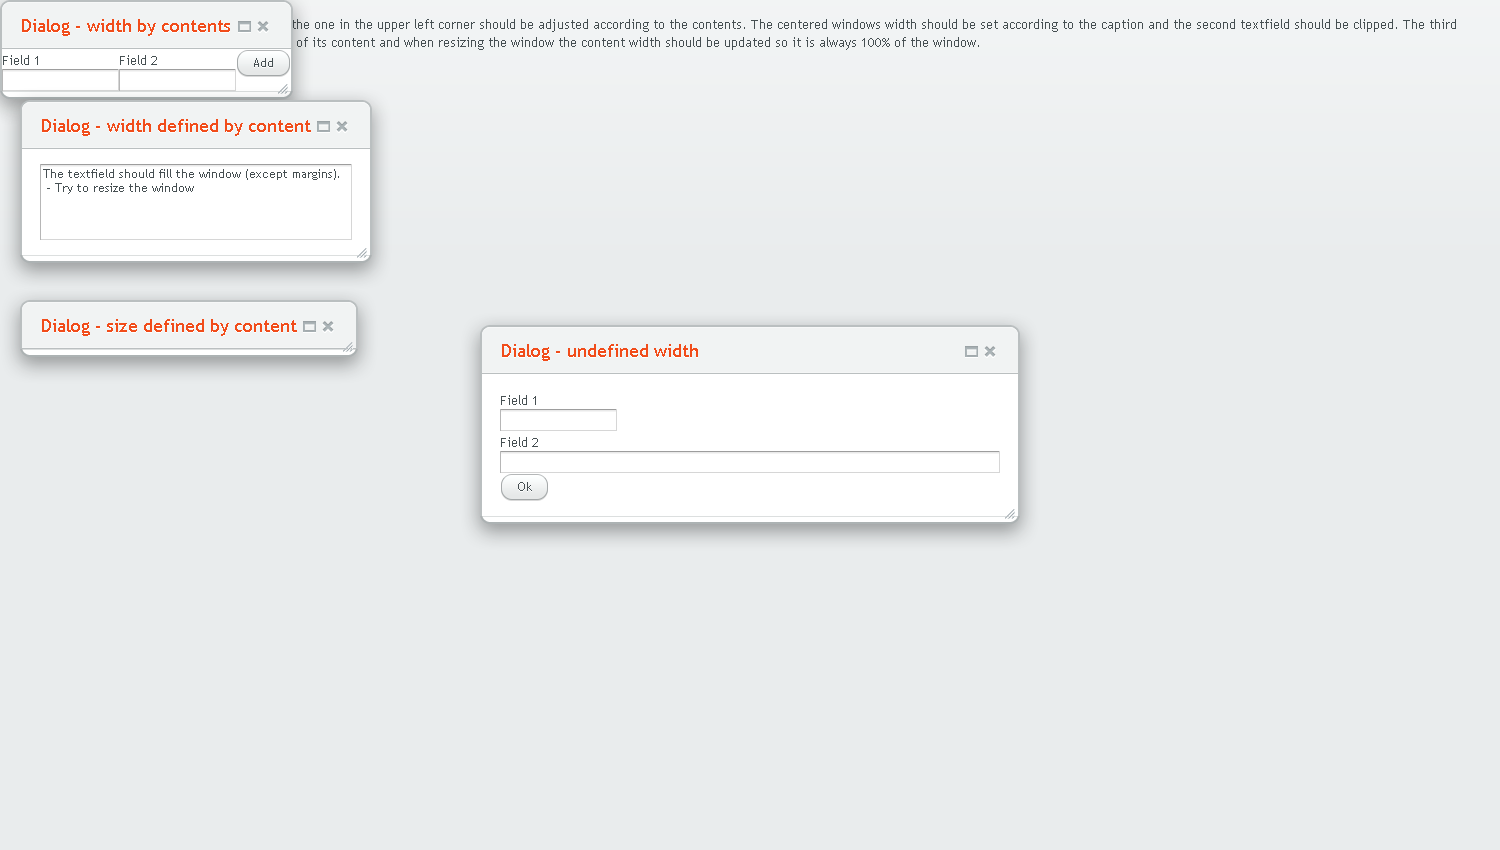 Dialog - width by contents
the one in the upper left corner should be adjusted according to the contents. The centered windows width should be set according to the caption and the second textfield should be clipped. The third
of its content and when resizing the window the content width should be updated so it is always 100% of the window.
Field 1 Field 2 Add
Dialog - width defined by content
The textfield should fill the window (except margins).
- Try to resize the window
Dialog - size defined by content
Dialog - undefined width
Field 1
Field 2
Ok